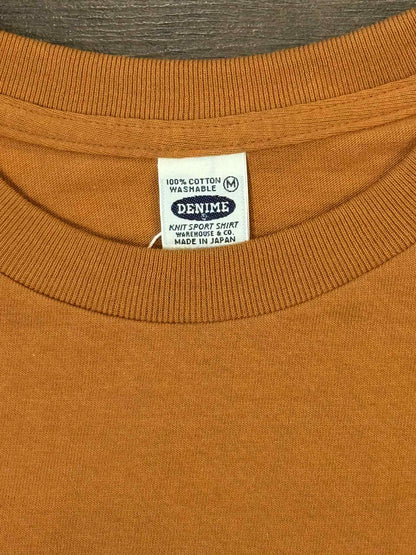 100% COTTON
WASHABLE M
DENIME
KNIT SPORT SHIRT
WAREHOUSE & CO.
MADE IN JAPAN